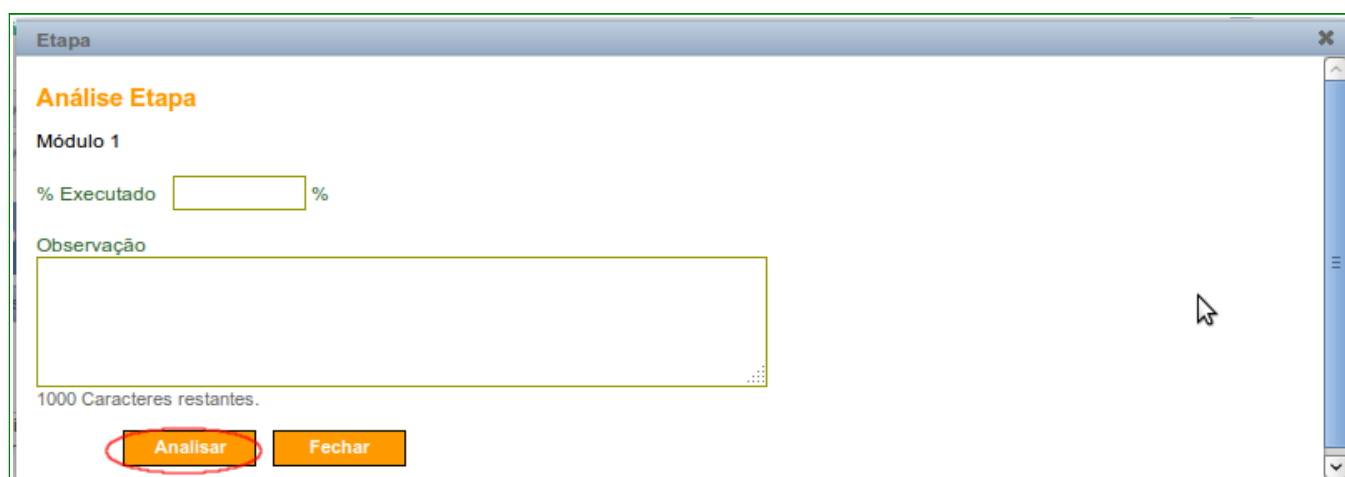 Etapa
Análise Etapa
Módulo 1
% Executado %
Observação
1000 Caracteres restantes.
Analisar Fechar